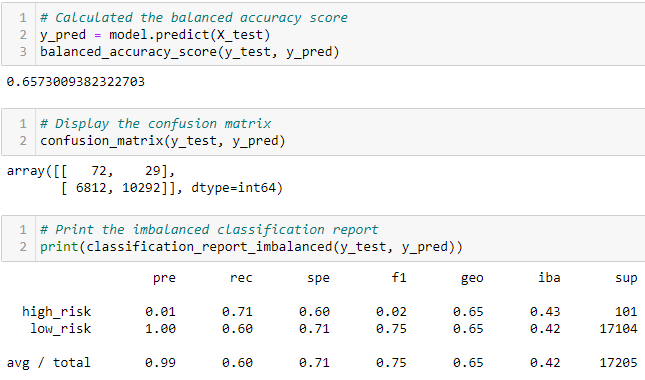 1 # Calculated the balanced accuracy score
2 y_pred = model.predict(X_test)
3 balanced_accuracy_score(y_test, y_pred)
0.6573009382322703
1 # Display the confusion matrix
2 confusion_matrix(y_test, y_pred)
array([[   72,    29],
       [ 6812, 10292]], dtype=int64)
1 # Print the imbalanced classification report
2 print(classification_report_imbalanced(y_test, y_pred))
pre rec spe f1 geo iba sup
high_risk 0.01 0.71 0.60 0.02 0.65 0.43 101
low_risk 1.00 0.60 0.71 0.75 0.65 0.42 17104
avg / total 0.99 0.60 0.71 0.75 0.65 0.42 17205